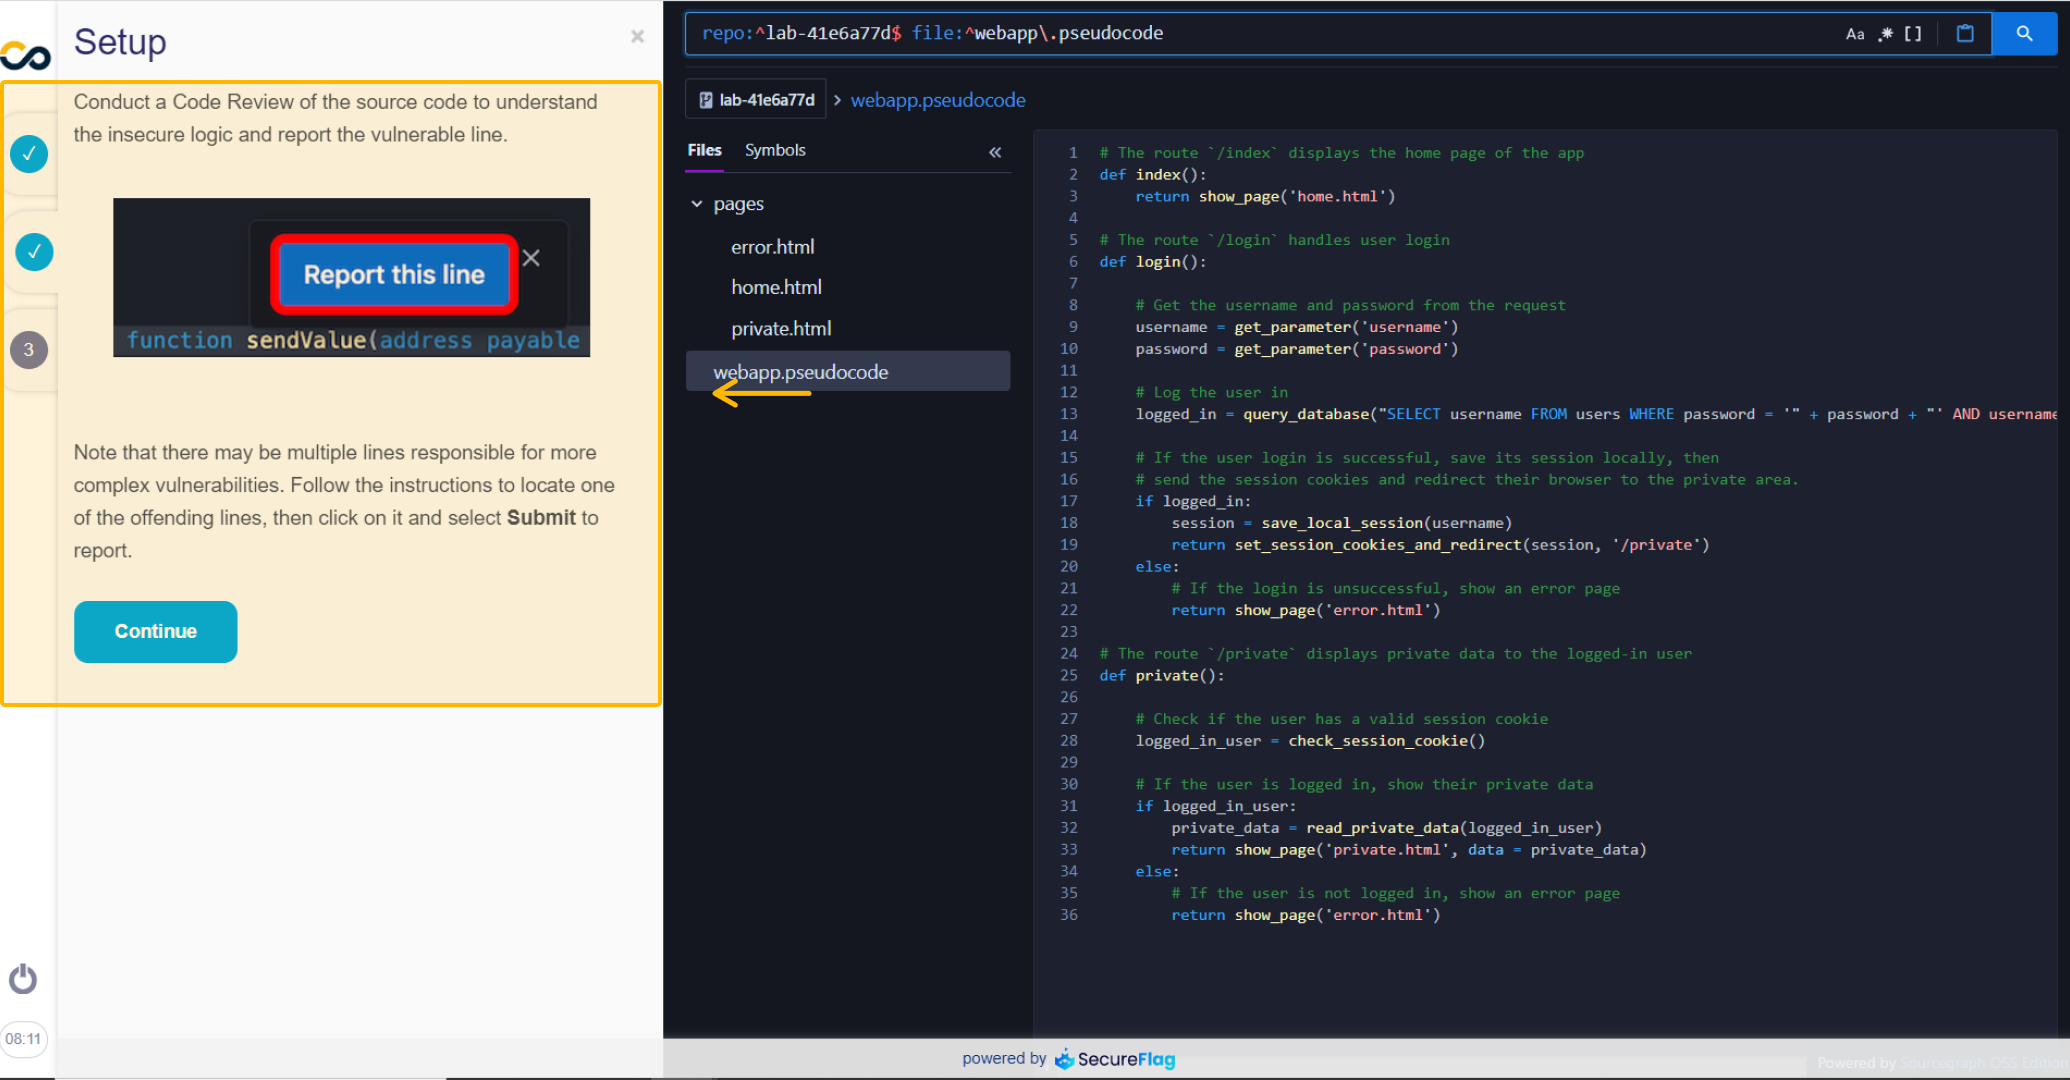 Setup
×
Conduct a Code Review of the source code to understand
the insecure logic and report the vulnerable line.
Report this line
function sendValue(address payable
3
Note that there may be multiple lines responsible for more
complex vulnerabilities. Follow the instructions to locate one
of the offending lines, then click on it and select Submit to
report.
Continue
08:11
repo:^lab-41e6a77d$ file:^webapp\.pseudocode
Aa .* []
lab-41e6a77d > webapp.pseudocode
Files Symbols «
pages
error.html
home.html
private.html
webapp.pseudocode
1 # The route `/index` displays the home page of the app
2 def index():
3 return show_page('home.html')
4
5 # The route `/login` handles user login
6 def login():
7
8 # Get the username and password from the request
9 username = get_parameter('username')
10 password = get_parameter('password')
11
12 # Log the user in
13 logged_in = query_database("SELECT username FROM users WHERE password = '" + password + "' AND username
14
15 # If the user login is successful, save its session locally, then
16 # send the session cookies and redirect their browser to the private area.
17 if logged_in:
18 session = save_local_session(username)
19 return set_session_cookies_and_redirect(session, '/private')
20 else:
21 # If the login is unsuccessful, show an error page
22 return show_page('error.html')
23
24 # The route `/private` displays private data to the logged-in user
25 def private():
26
27 # Check if the user has a valid session cookie
28 logged_in_user = check_session_cookie()
29
30 # If the user is logged in, show their private data
31 if logged_in_user:
32 private_data = read_private_data(logged_in_user)
33 return show_page('private.html', data = private_data)
34 else:
35 # If the user is not logged in, show an error page
36 return show_page('error.html')
powered by SecureFlag
Powered by Sourcegraph OSS Edition